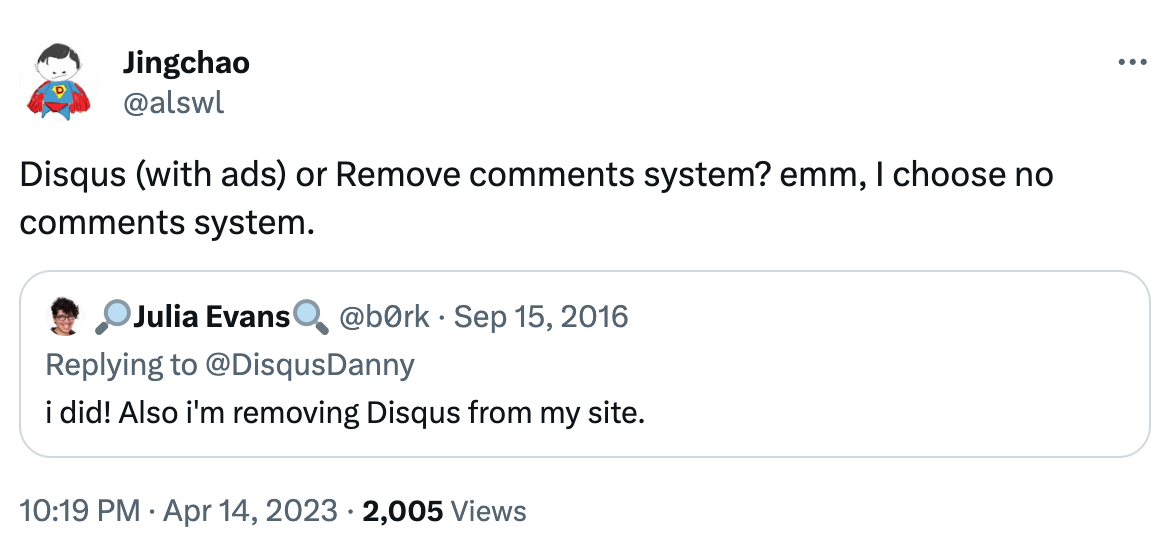 Jingchao
@alswl
Disqus (with ads) or Remove comments system? emm, I choose no
comments system.
🔎Julia Evans🔍 @b0rk · Sep 15, 2016
Replying to @DisqusDanny
i did! Also i'm removing Disqus from my site.
10:19 PM · Apr 14, 2023 · 2,005 Views